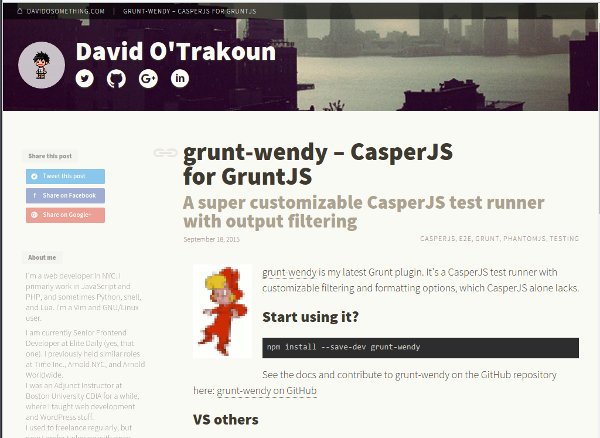 DAVIDOSOMETHING.COM | GRUNT-WENDY – CASPERJS FOR GRUNTJS
David O'Trakoun
Share this post
Tweet this post
Share on Facebook
Share on Google+
grunt-wendy – CasperJS
for GruntJS
A super customizable CasperJS test runner
with output filtering
September 18, 2015
CASPERJS, E2E, GRUNT, PHANTOMJS, TESTING
About me
I'm a web developer in NYC. I
primarily work in JavaScript and
PHP, and sometimes Python, shell,
and Lua. I'm a Vim and GNU/Linux
user.
I am currently Senior Frontend
Developer at Elite Daily (yes, that
one). I previously held similar roles
at Time Inc., Arnold NYC, and Arnold
Worldwide.
I was an Adjunct Instructor at
Boston University CDIA for a while,
where I taught web development
and WordPress stuff.
I used to freelance regularly, but
grunt-wendy is my latest Grunt plugin. It's a CasperJS test runner with
customizable filtering and formatting options, which CasperJS alone lacks.
Start using it?
npm install --save-dev grunt-wendy
See the docs and contribute to grunt-wendy on the GitHub repository
here: grunt-wendy on GitHub
VS others